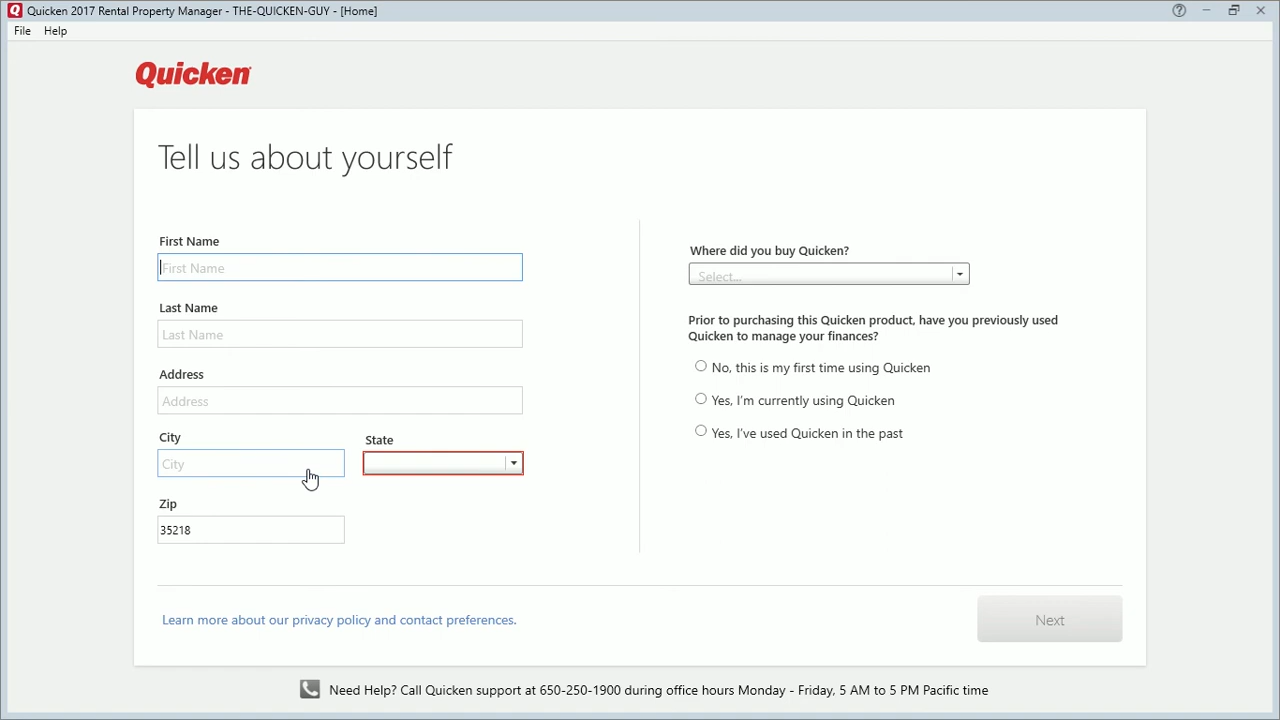 Quicken 2017 Rental Property Manager - THE-QUICKEN-GUY - [Home]
File Help
Quicken
Tell us about yourself
First Name
First Name
Last Name
Last Name
Address
Address
City
City
State
Zip
35218
Where did you buy Quicken?
Select...
Prior to purchasing this Quicken product, have you previously used
Quicken to manage your finances?
No, this is my first time using Quicken
Yes, I'm currently using Quicken
Yes, I've used Quicken in the past
Learn more about our privacy policy and contact preferences.
Next
Need Help? Call Quicken support at 650-250-1900 during office hours Monday - Friday, 5 AM to 5 PM Pacific time